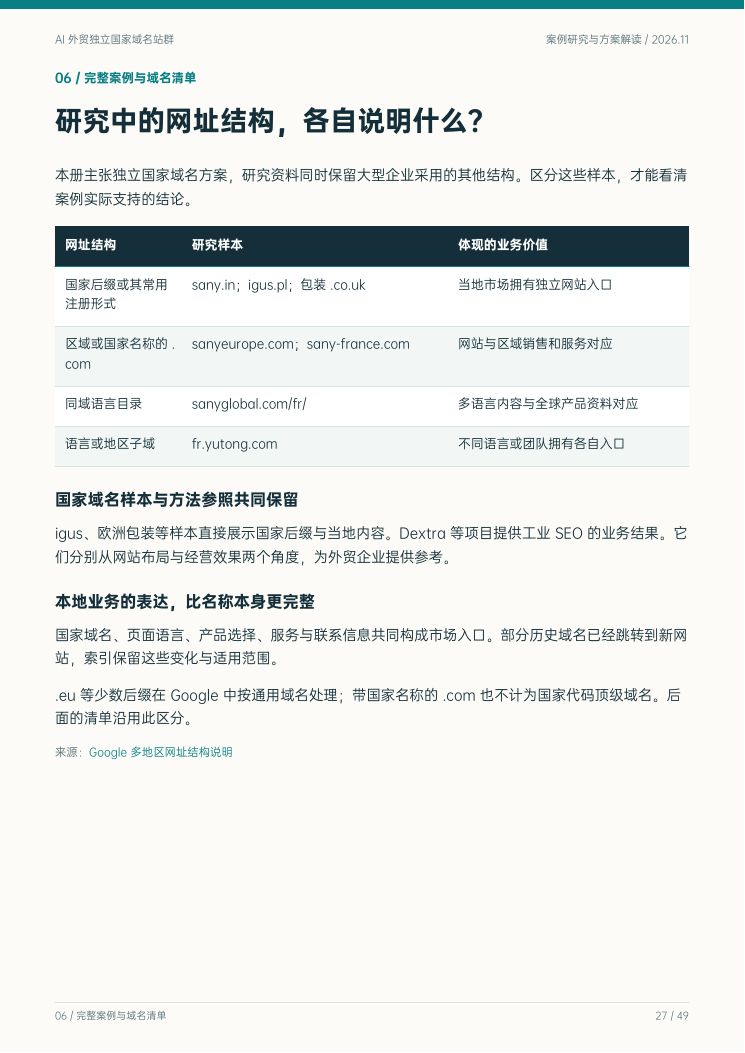 AI 外贸独立国家域名站群
案例研究与方案解读 / 2026.11
06 / 完整案例与域名清单
研究中的网址结构，各自说明什么？
本册主张独立国家域名方案，研究资料同时保留大型企业采用的其他结构。区分这些样本，才能看清
案例实际支持的结论。
网址结构 研究样本 体现的业务价值
国家后缀或其常用 sany.in；igus.pl；包装 .co.uk 当地市场拥有独立网站入口
注册形式
区域或国家名称的 . sanyeurope.com；sany-france.com 网站与区域销售和服务对应
com
同域语言目录 sanyglobal.com/fr/ 多语言内容与全球产品资料对应
语言或地区子域 fr.yutong.com 不同语言或团队拥有各自入口
国家域名样本与方法参照共同保留
igus、欧洲包装等样本直接展示国家后缀与当地内容。Dextra 等项目提供工业 SEO 的业务结果。它
们分别从网站布局与经营效果两个角度，为外贸企业提供参考。
本地业务的表达，比名称本身更完整
国家域名、页面语言、产品选择、服务与联系信息共同构成市场入口。部分历史域名已经跳转到新网
站，索引保留这些变化与适用范围。
.eu 等少数后缀在 Google 中按通用域名处理；带国家名称的 .com 也不计为国家代码顶级域名。后
面的清单沿用此区分。
来源：Google 多地区网址结构说明
06 / 完整案例与域名清单
27 / 49